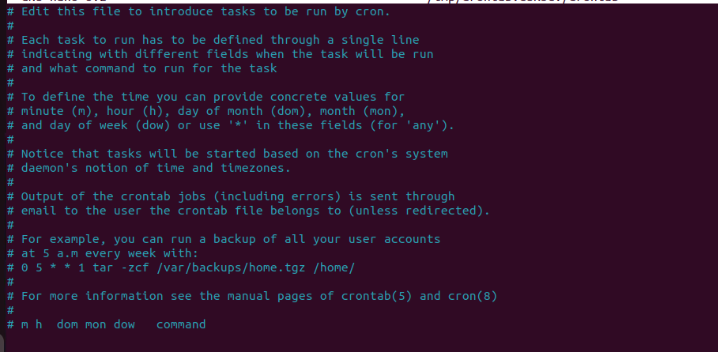 # Edit this file to introduce tasks to be run by cron.
#
# Each task to run has to be defined through a single line
# indicating with different fields when the task will be run
# and what command to run for the task
#
# To define the time you can provide concrete values for
# minute (m), hour (h), day of month (dom), month (mon),
# and day of week (dow) or use '*' in these fields (for 'any').
#
# Notice that tasks will be started based on the cron's system
# daemon's notion of time and timezones.
#
# Output of the crontab jobs (including errors) is sent through
# email to the user the crontab file belongs to (unless redirected).
#
# For example, you can run a backup of all your user accounts
# at 5 a.m every week with:
# 0 5 * * 1 tar -zcf /var/backups/home.tgz /home/
#
# For more information see the manual pages of crontab(5) and cron(8)
#
# m h  dom mon dow   command